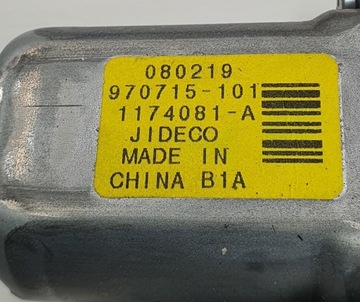 080219
970715-101
1174081-A
JIDECO
MADE IN
CHINA B1A